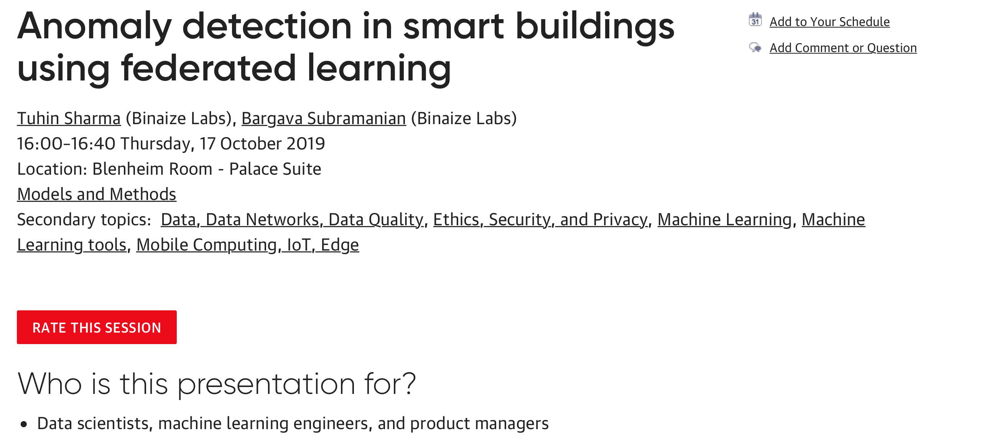 Anomaly detection in smart buildings
using federated learning
31 Add to Your Schedule
Add Comment or Question
Tuhin Sharma (Binaize Labs), Bargava Subramanian (Binaize Labs)
16:00–16:40 Thursday, 17 October 2019
Location: Blenheim Room - Palace Suite
Models and Methods
Secondary topics: Data, Data Networks, Data Quality, Ethics, Security, and Privacy, Machine Learning, Machine
Learning tools, Mobile Computing, IoT, Edge
RATE THIS SESSION
Who is this presentation for?
• Data scientists, machine learning engineers, and product managers